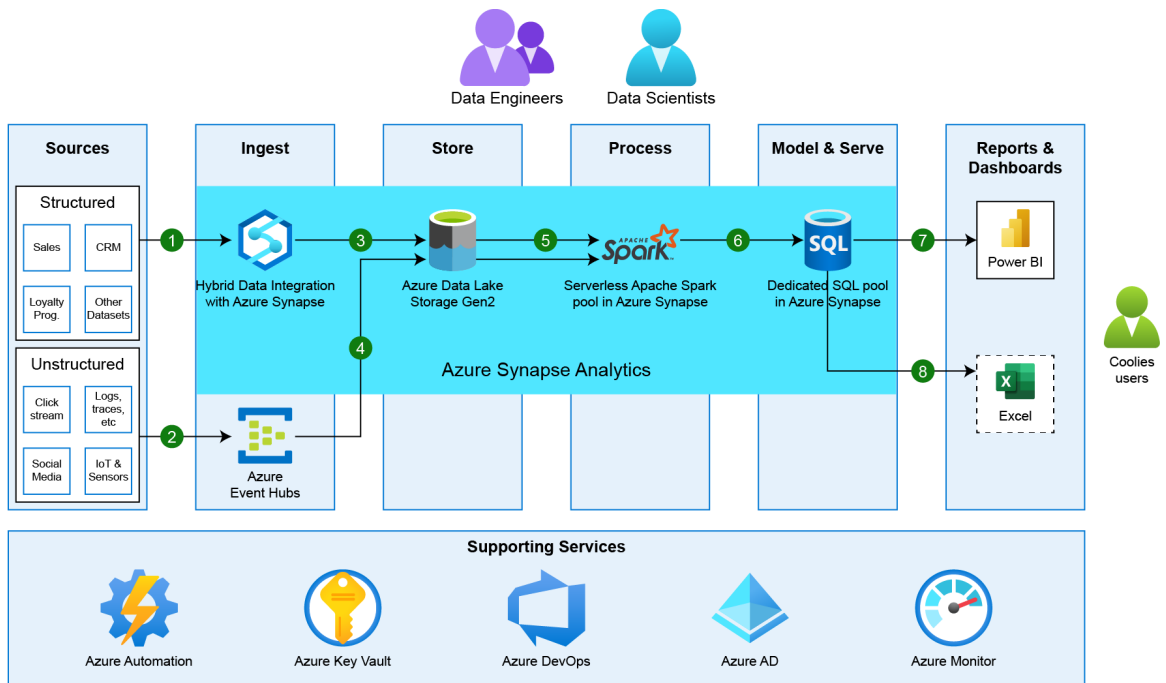 Data Engineers
Data Scientists
Sources
Ingest
Store
Process
Model & Serve
Reports &
Dashboards
Structured
Sales
CRM
Loyalty
Prog.
Other
Datasets
Unstructured
Click
stream
Logs,
traces,
etc
Social
Media
IoT &
Sensors
1
2
Hybrid Data Integration
with Azure Synapse
Azure
Event Hubs
3
4
Azure Data Lake
Storage Gen2
5
APACHE
Spark
Serverless Apache Spark
pool in Azure Synapse
6
SQL
Dedicated SQL pool
in Azure Synapse
Azure Synapse Analytics
7
8
Power BI
X
Excel
Coolies
users
Supporting Services
Azure Automation
Azure Key Vault
Azure DevOps
Azure AD
Azure Monitor